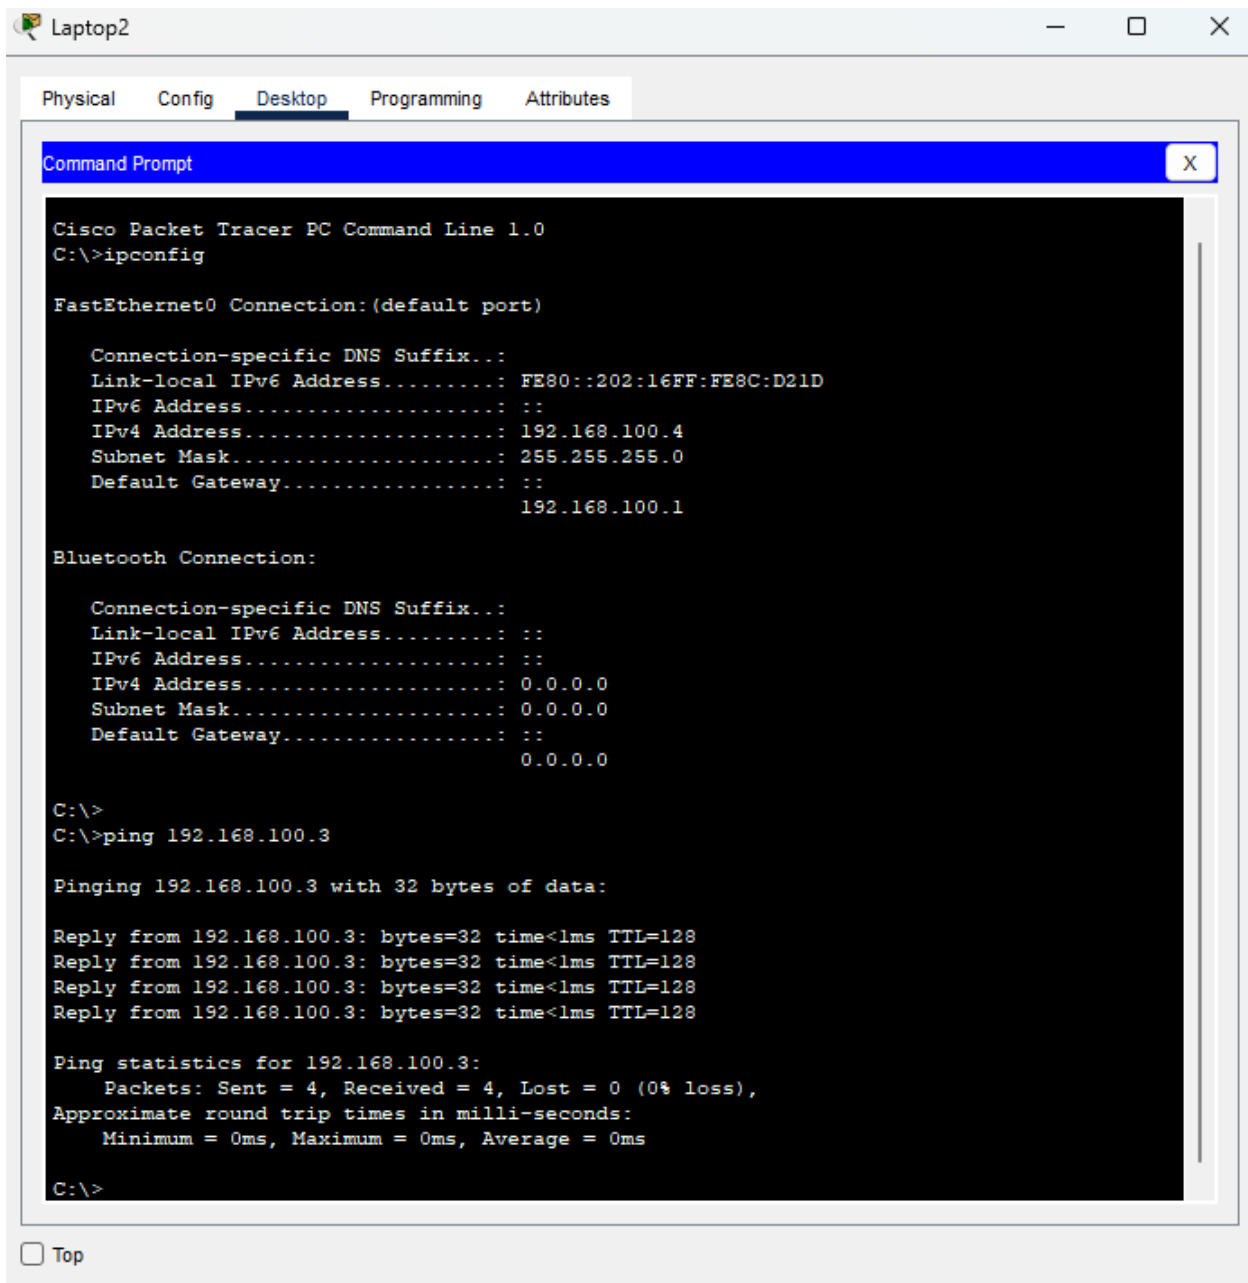 Laptop2
Physical Config Desktop Programming Attributes
Command Prompt X
Cisco Packet Tracer PC Command Line 1.0
C:\>ipconfig
FastEthernet0 Connection:(default port)
Connection-specific DNS Suffix..:
Link-local IPv6 Address.........: FE80::202:16FF:FE8C:D21D
IPv6 Address....................: ::
IPv4 Address....................: 192.168.100.4
Subnet Mask.....................: 255.255.255.0
Default Gateway.................: ::
192.168.100.1
Bluetooth Connection:
Connection-specific DNS Suffix..:
Link-local IPv6 Address.........: ::
IPv6 Address....................: ::
IPv4 Address....................: 0.0.0.0
Subnet Mask.....................: 0.0.0.0
Default Gateway.................: ::
0.0.0.0
C:\>
C:\>ping 192.168.100.3
Pinging 192.168.100.3 with 32 bytes of data:
Reply from 192.168.100.3: bytes=32 time<1ms TTL=128
Reply from 192.168.100.3: bytes=32 time<1ms TTL=128
Reply from 192.168.100.3: bytes=32 time<1ms TTL=128
Reply from 192.168.100.3: bytes=32 time<1ms TTL=128
Ping statistics for 192.168.100.3:
Packets: Sent = 4, Received = 4, Lost = 0 (0% loss),
Approximate round trip times in milli-seconds:
Minimum = 0ms, Maximum = 0ms, Average = 0ms
C:\>
Top